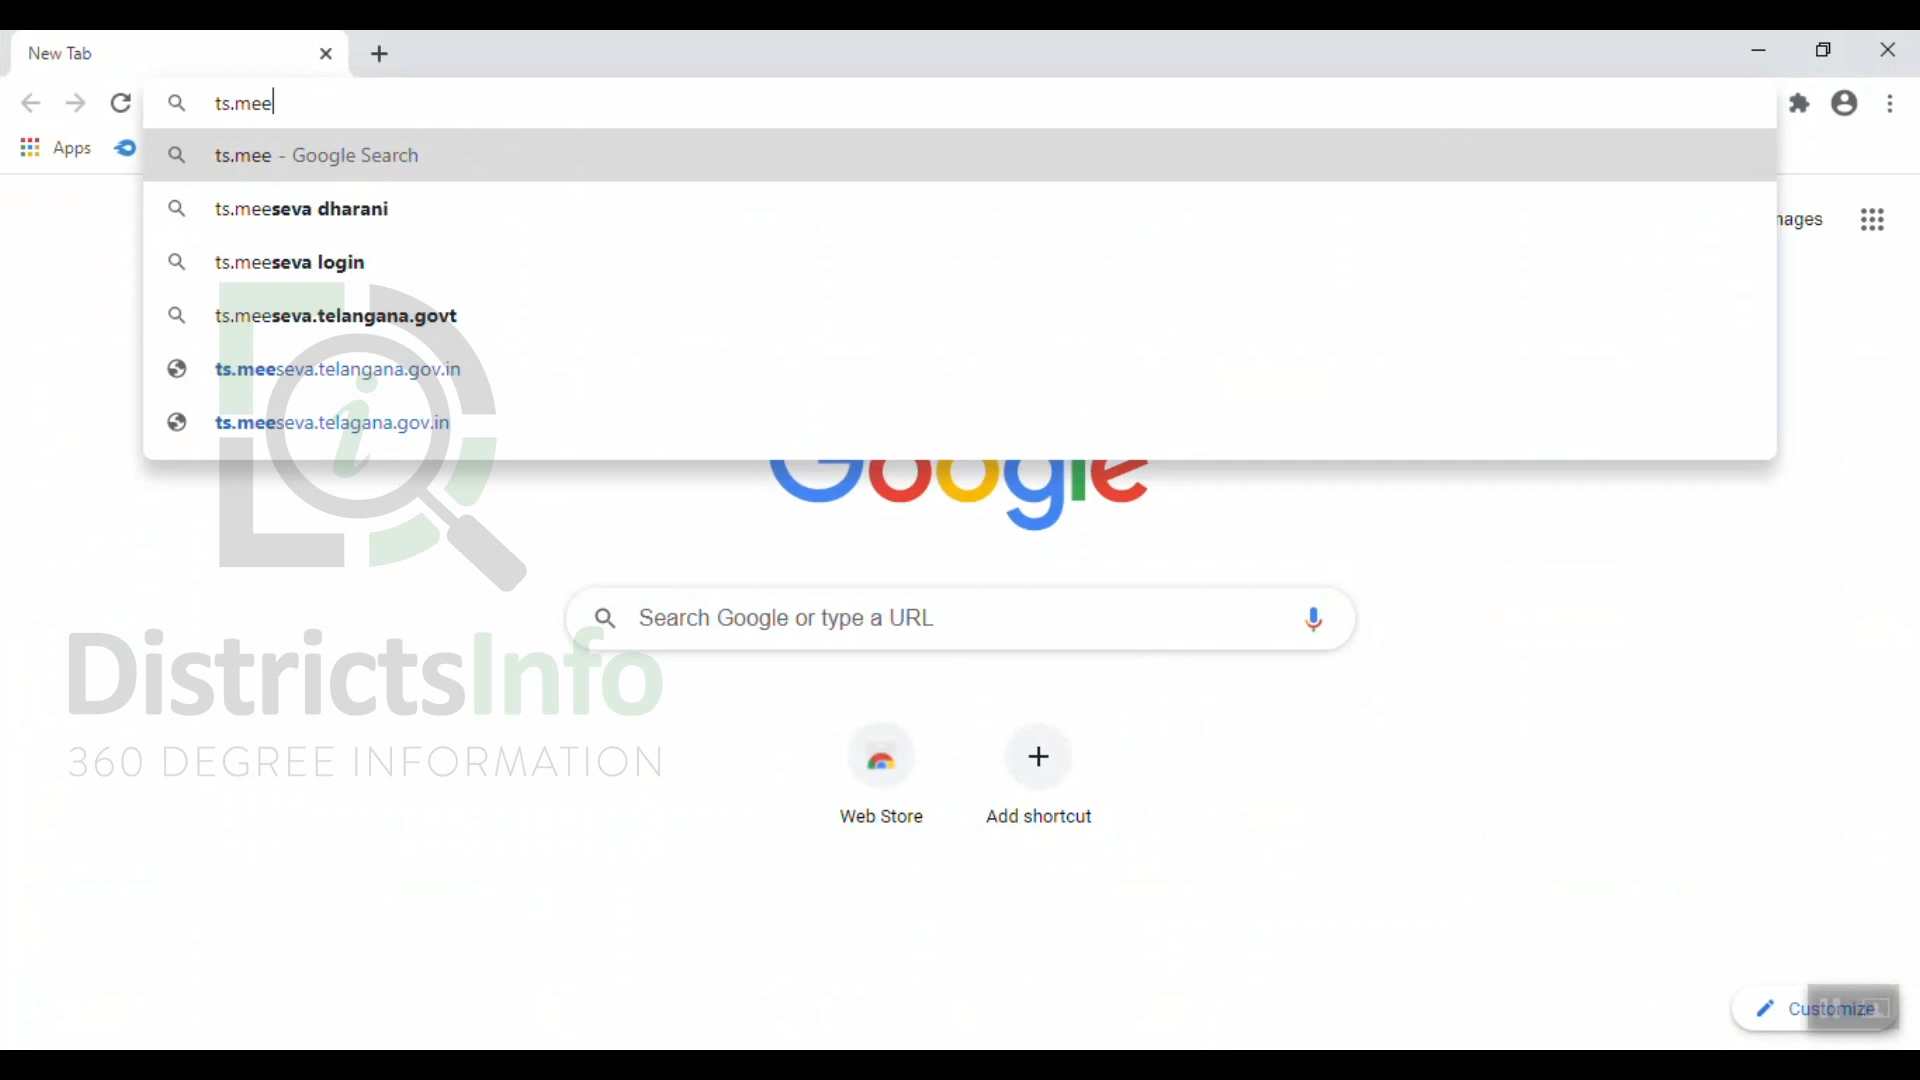 New Tab
ts.mee
Apps
ts.mee - Google Search
ts.meeseva dharani
ts.meeseva login
ts.meeseva.telangana.govt
ts.meeseva.telangana.gov.in
ts.meeseva.telagana.gov.in
mages
Google
Search Google or type a URL
DistrictsInfo
360 DEGREE INFORMATION
Web Store
Add shortcut
Customize